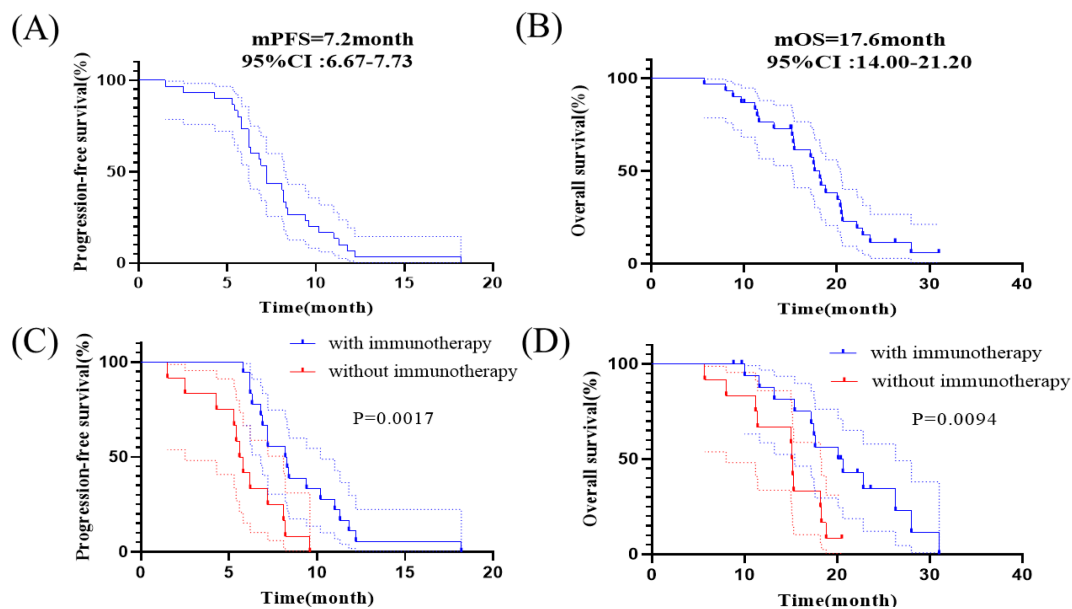 (A)
mPFS=7.2month
95%CI :6.67-7.73
Progression-free survival(%)
100
50
0
0 5 10 15 20
Time(month)
(B)
mOS=17.6month
95%CI :14.00-21.20
Overall survival(%)
100
50
0
0 10 20 30 40
Time(month)
(C)
with immunotherapy
without immunotherapy
P=0.0017
Progression-free survival(%)
100
50
0
0 5 10 15 20
Time(month)
(D)
with immunotherapy
without immunotherapy
P=0.0094
Overall survival(%)
100
50
0
0 10 20 30 40
Time(month)